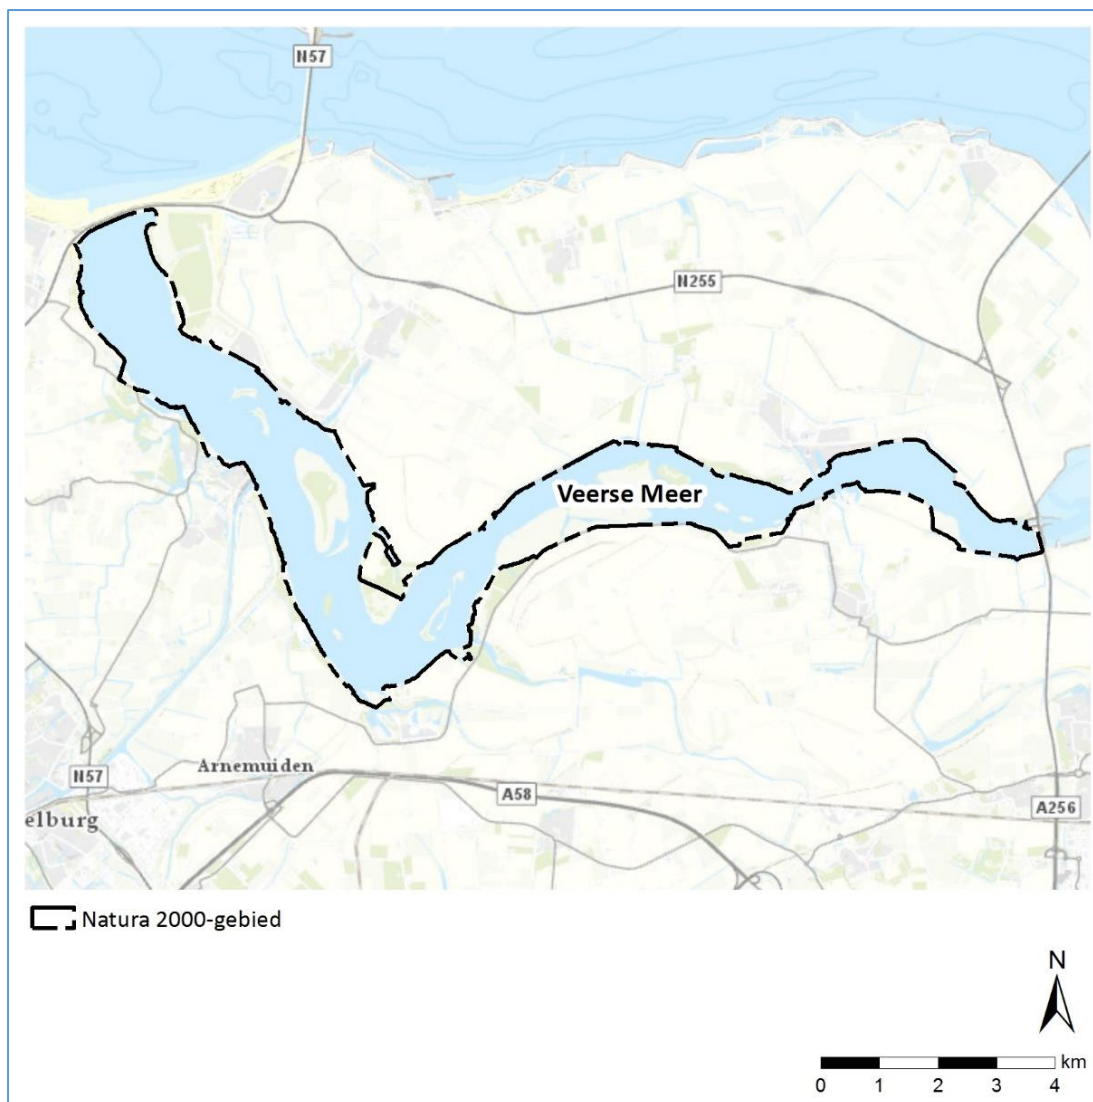 N57
N255
Veerse Meer
Arnemuiden
N57
A58
A256
elburg
Natura 2000-gebied
N
km
0 1 2 3 4